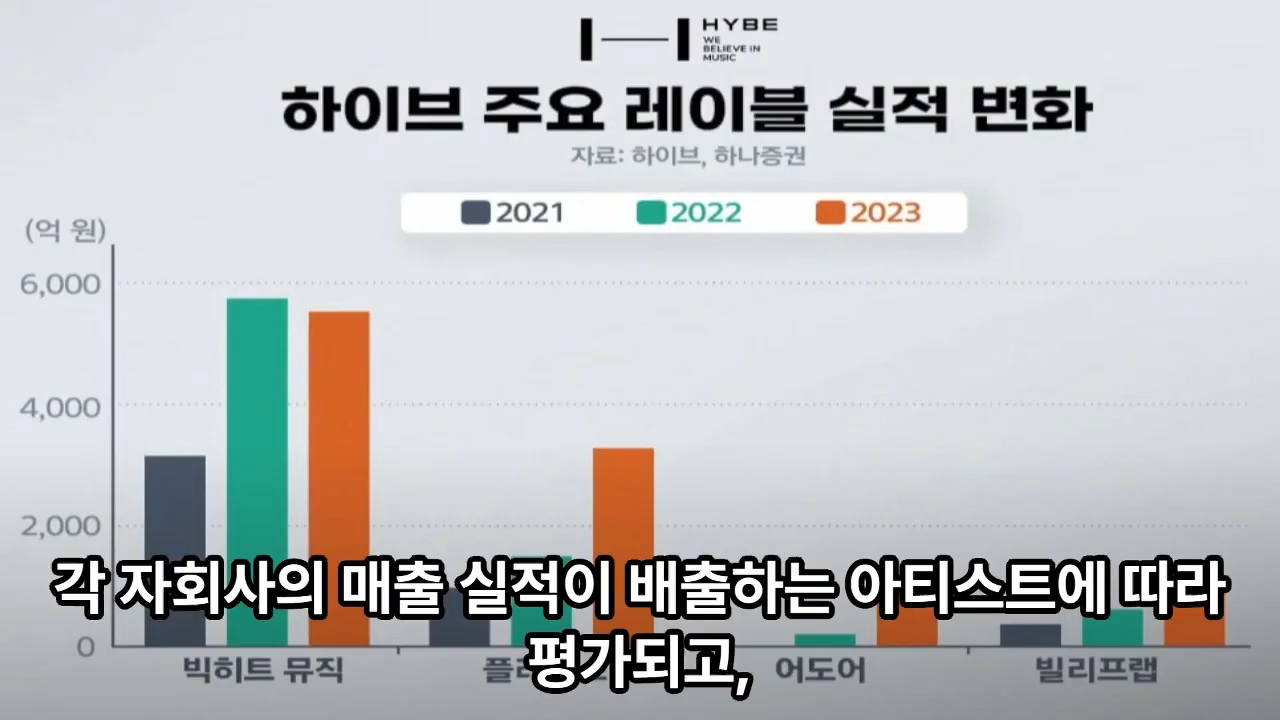 HYBE
WE
BELIEVE IN
MUSIC
하이브 주요 레이블 실적 변화
자료: 하이브, 하나증권
2021 2022 2023
(억 원)
6,000
4,000
2,000
0
각 자회사의 매출 실적이 배출하는 아티스트에 따라
평가되고,
빅히트 뮤직 어도어 빌리프랩